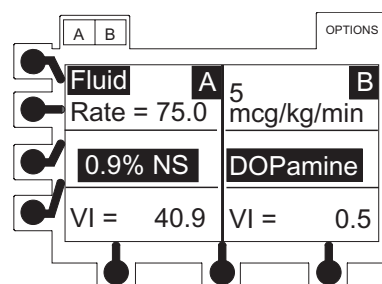 A B
OPTIONS
Fluid A
Rate = 75.0
0.9% NS
VI = 40.9
B
5
mcg/kg/min
DOPamine
VI = 0.5